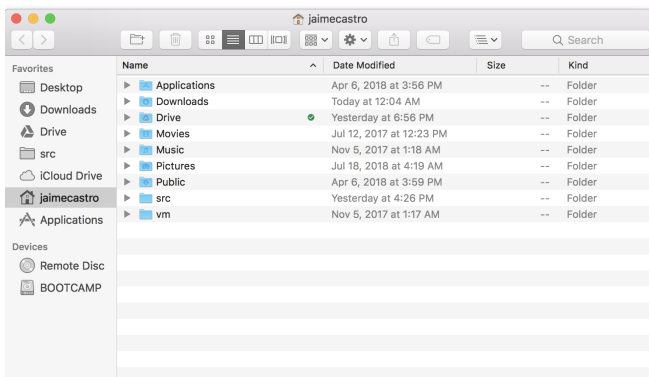 jaimecastro
Search
Favorites
Desktop
Downloads
Drive
src
iCloud Drive
jaimecastro
Applications
Devices
Remote Disc
BOOTCAMP
Name Date Modified Size Kind
Applications Apr 6, 2018 at 3:56 PM -- Folder
Downloads Today at 12:04 AM -- Folder
Drive Yesterday at 6:56 PM -- Folder
Movies Jul 12, 2017 at 12:23 PM -- Folder
Music Nov 5, 2017 at 1:18 AM -- Folder
Pictures Jul 18, 2018 at 4:19 AM -- Folder
Public Apr 6, 2018 at 3:59 PM -- Folder
src Yesterday at 4:26 PM -- Folder
vm Nov 5, 2017 at 1:17 AM -- Folder